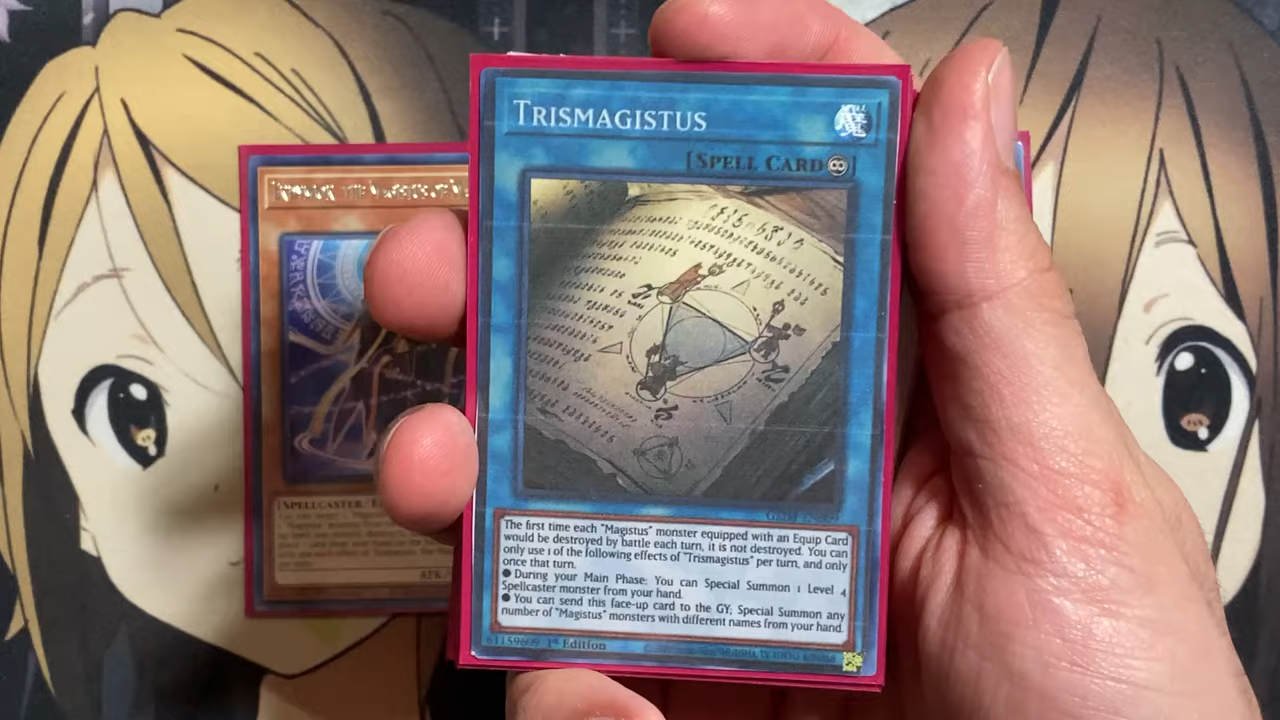 TRISMAGISTUS
魔
[SPELL CARD]
The first time each "Magistus" monster equipped with an Equip Card
would be destroyed by battle each turn, it is not destroyed. You can
only use 1 of the following effects of "Trismagistus" per turn, and only
once that turn.
● During your Main Phase: You can Special Summon 1 Level 4
Spellcaster monster from your hand.
● You can send this face-up card to the GY; Special Summon any
number of "Magistus" monsters with different names from your hand.
61159609 1st Edition
[SPELLCASTER
ATK